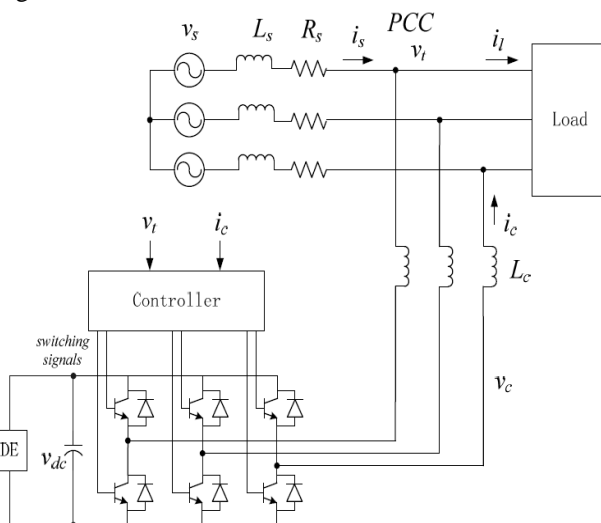 PCC
v_s L_s R_s i_s v_t i_l
Load
i_c
v_t i_c
L_c
Controller
switching
signals
v_c
DE
v_dc